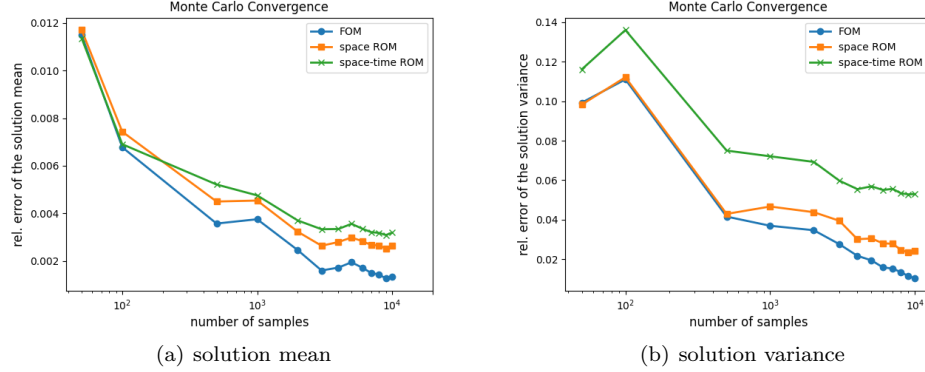 Monte Carlo Convergence
FOM
space ROM
space-time ROM
rel. error of the solution mean
0.012
0.010
0.008
0.006
0.004
0.002
10²
10³
10⁴
number of samples
(a) solution mean
Monte Carlo Convergence
FOM
space ROM
space-time ROM
rel. error of the solution variance
0.14
0.12
0.10
0.08
0.06
0.04
0.02
10²
10³
10⁴
number of samples
(b) solution variance